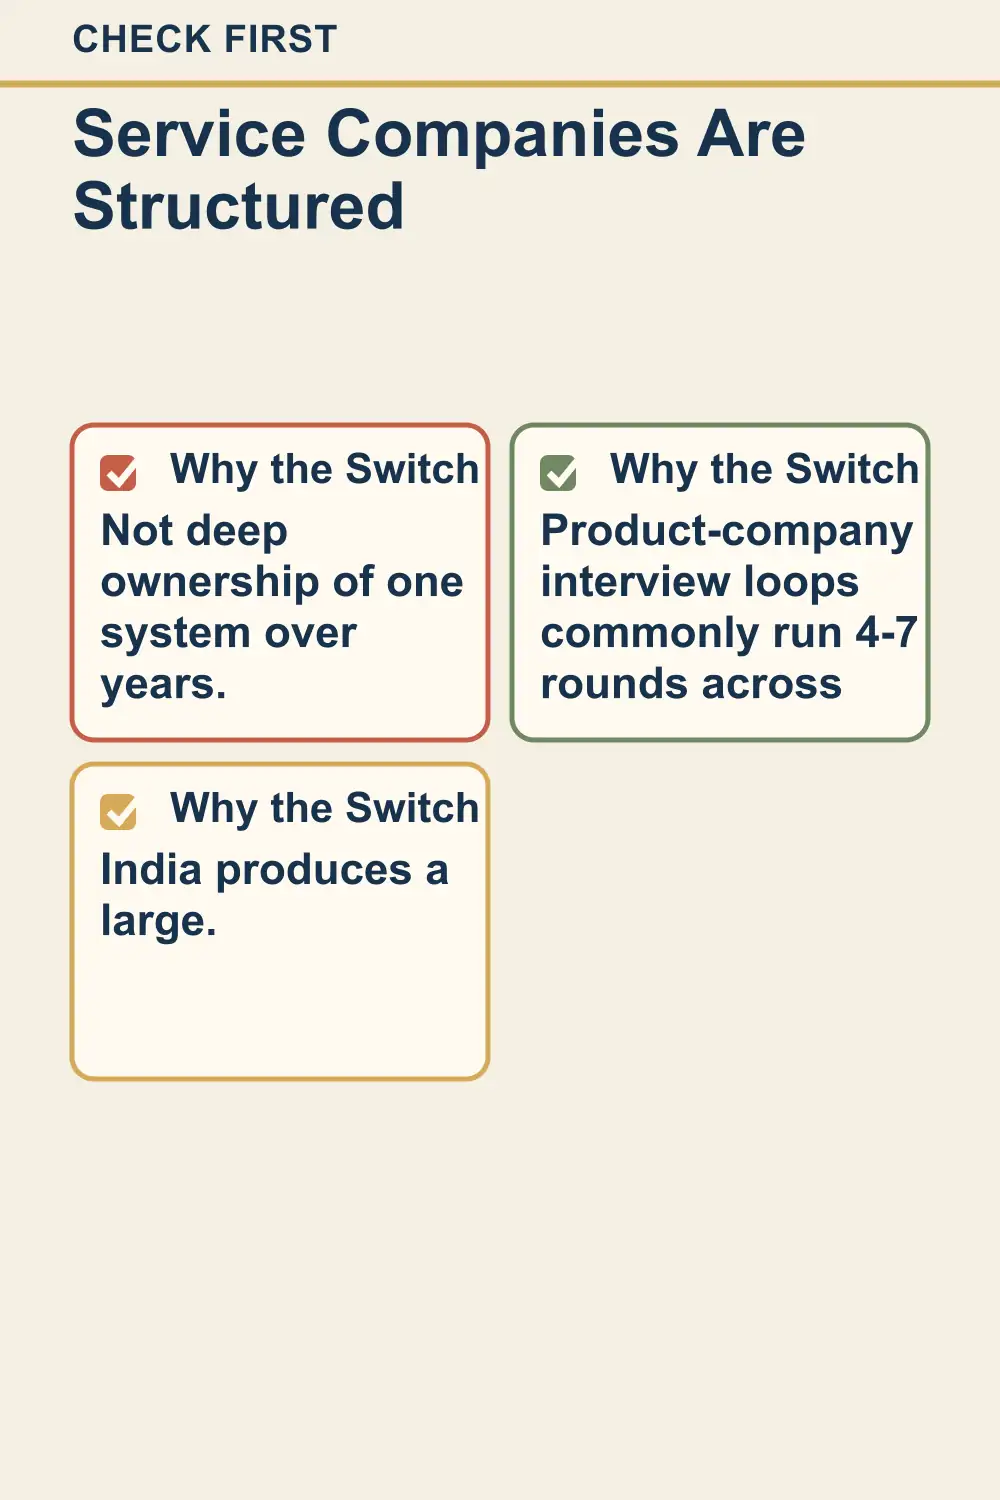 CHECK FIRST
Service Companies Are
Structured
Why the Switch
Not deep
ownership of one
system over
years.
Why the Switch
Product-company
interview loops
commonly run 4-7
rounds across
Why the Switch
India produces a
large.